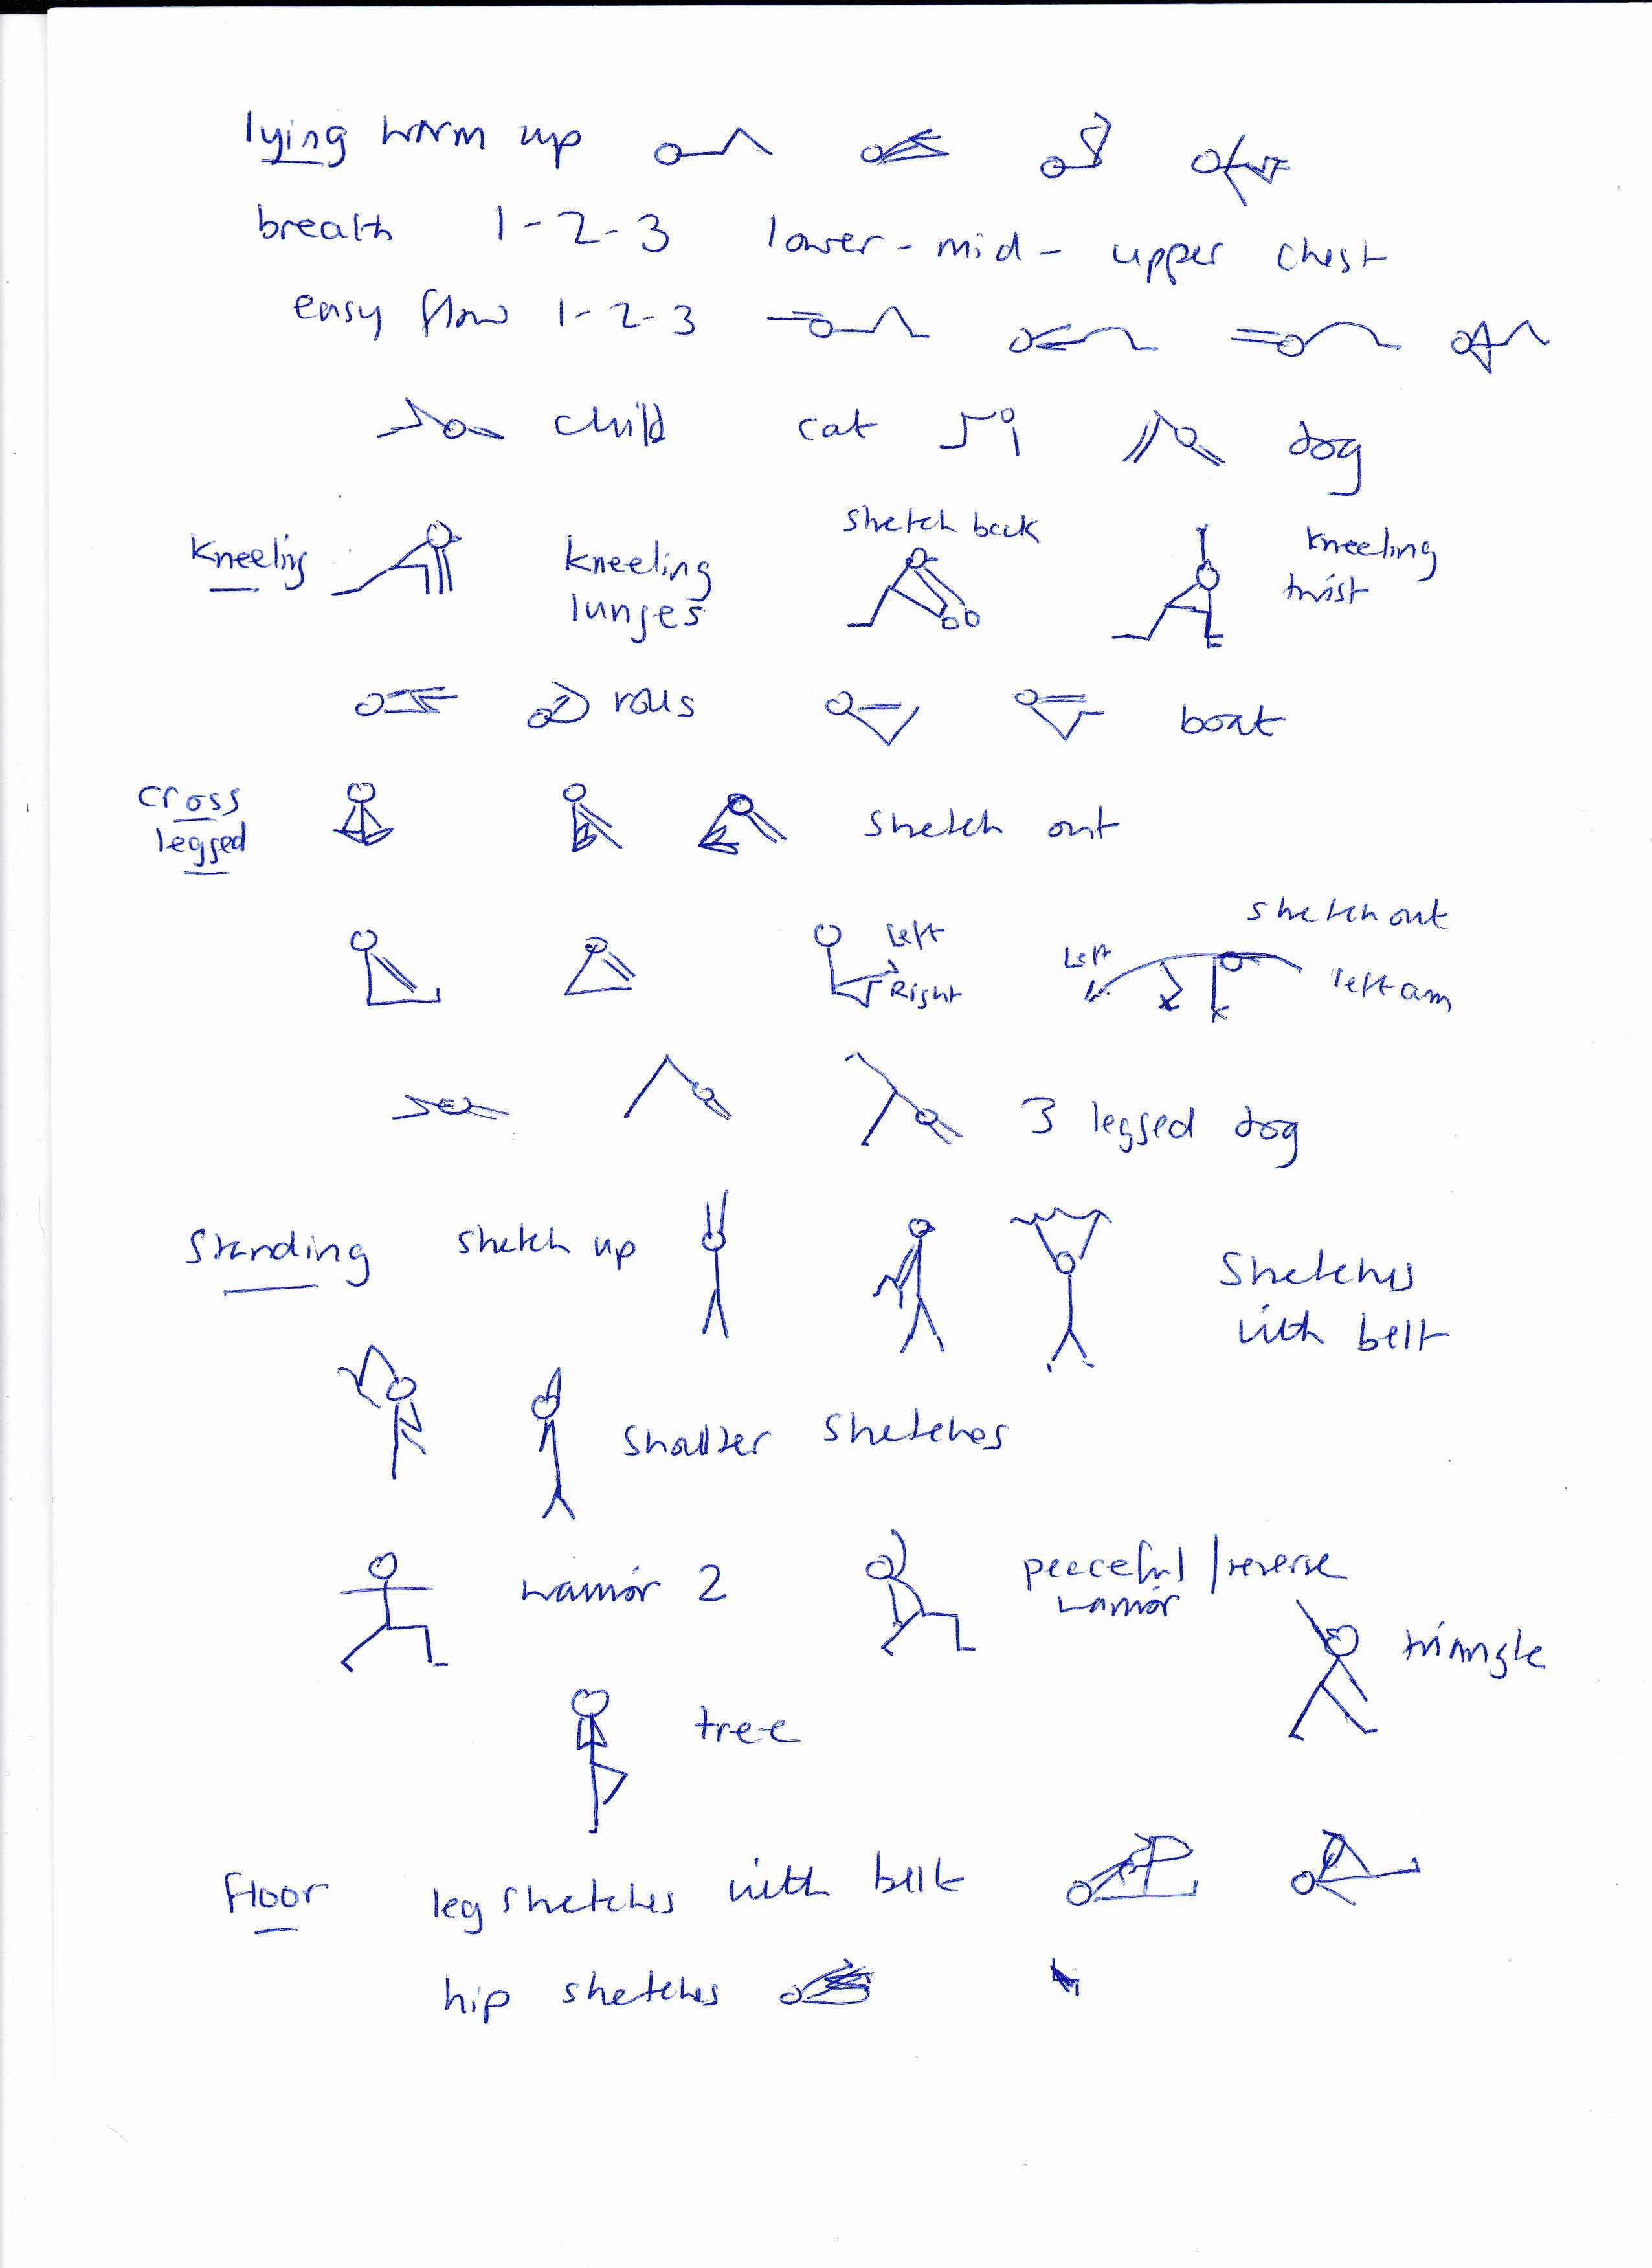 lying warm up
breath 1-2-3 lower - mid - upper chest
easy flow 1-2-3
child cat dog
kneeling kneeling lunges stretch back kneeling twist
rolls boat
cross legged stretch out
Left Right Left stretch out left arm
3 legged dog
Standing stretch up Stretches with belt
Shoulder Stretches
warrior 2 peaceful/reverse warrior triangle
tree
floor leg stretches with belt
hip stretches